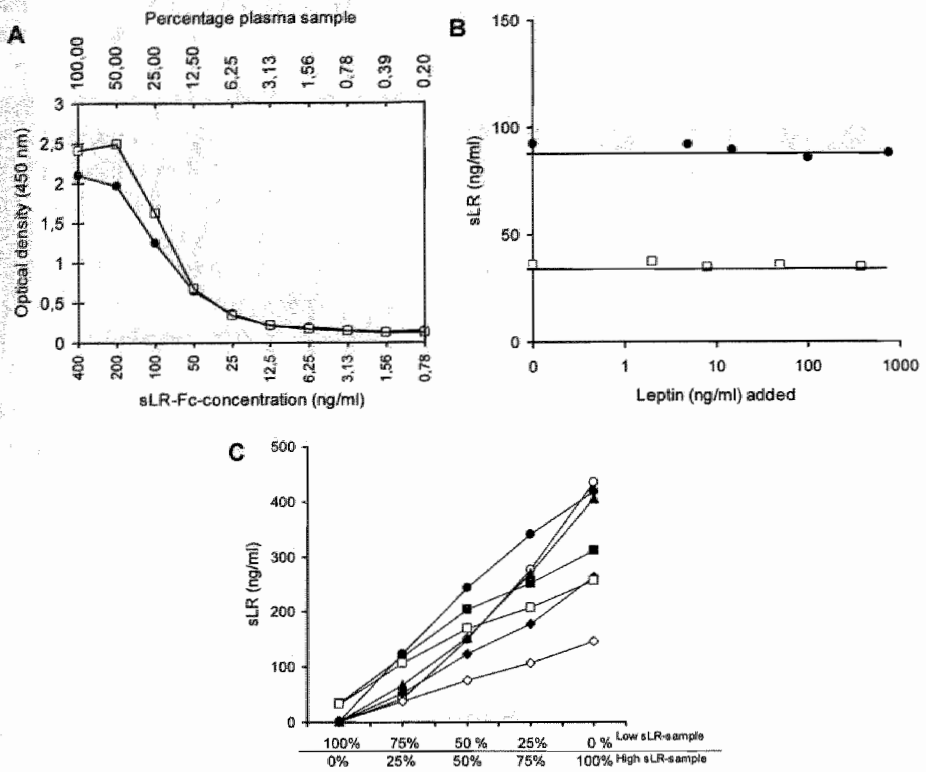 A
Percentage plasma sample
100,00 50,00 25,00 12,50 6,25 3,13 1,56 0,78 0,39 0,20
Optical density (450 nm)
3
2,5
2
1,5
1
0,5
0
400 200 100 50 25 12,5 6,25 3,13 1,56 0,78
sLR-Fc-concentration (ng/ml)
B
sLR (ng/ml)
150
100
50
0
0 1 10 100 1000
Leptin (ng/ml) added
C
sLR (ng/ml)
500
400
300
200
100
0
100% 75% 50 % 25% 0 % Low sLR-sample
0% 25% 50% 75% 100% High sLR-sample